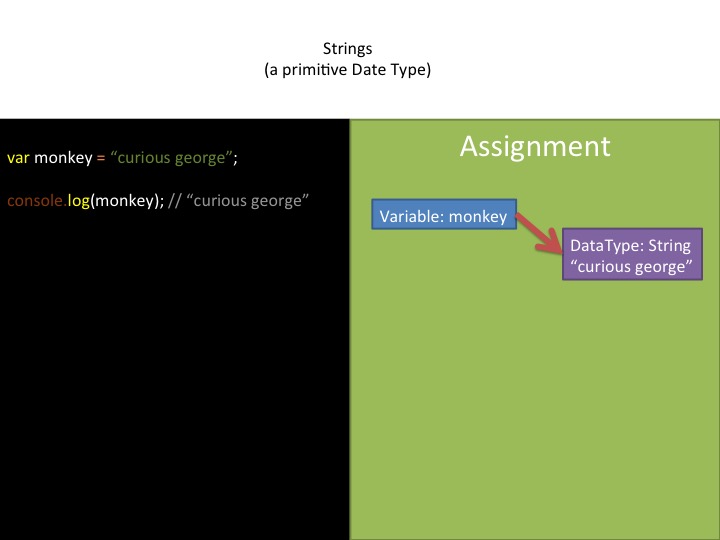 Strings
(a primitive Date Type)
var monkey = “curious george”;
console.log(monkey); // “curious george”
Assignment
Variable: monkey
DataType: String
“curious george”